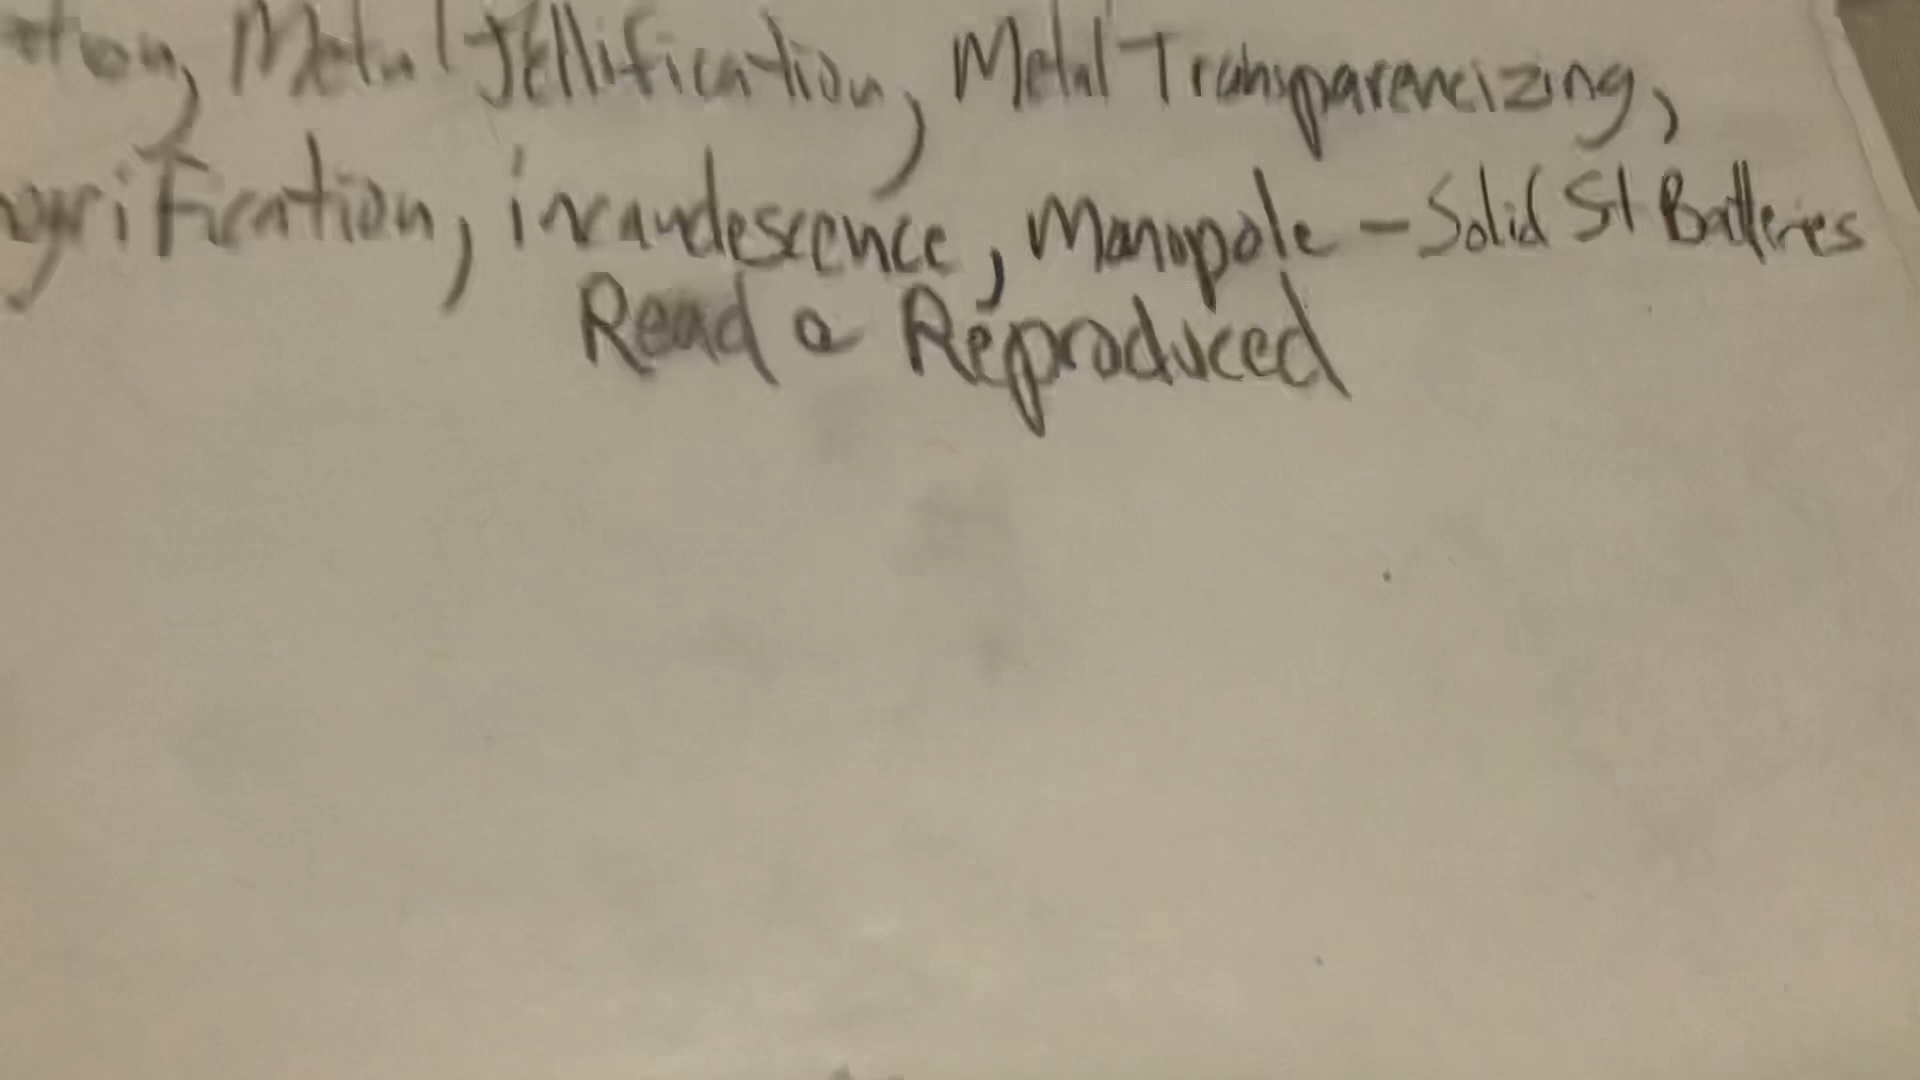 Metal Jellification, Metal Transparencizing,
incandescence, Monopole - Solid St Batteries
Read a Reproduced